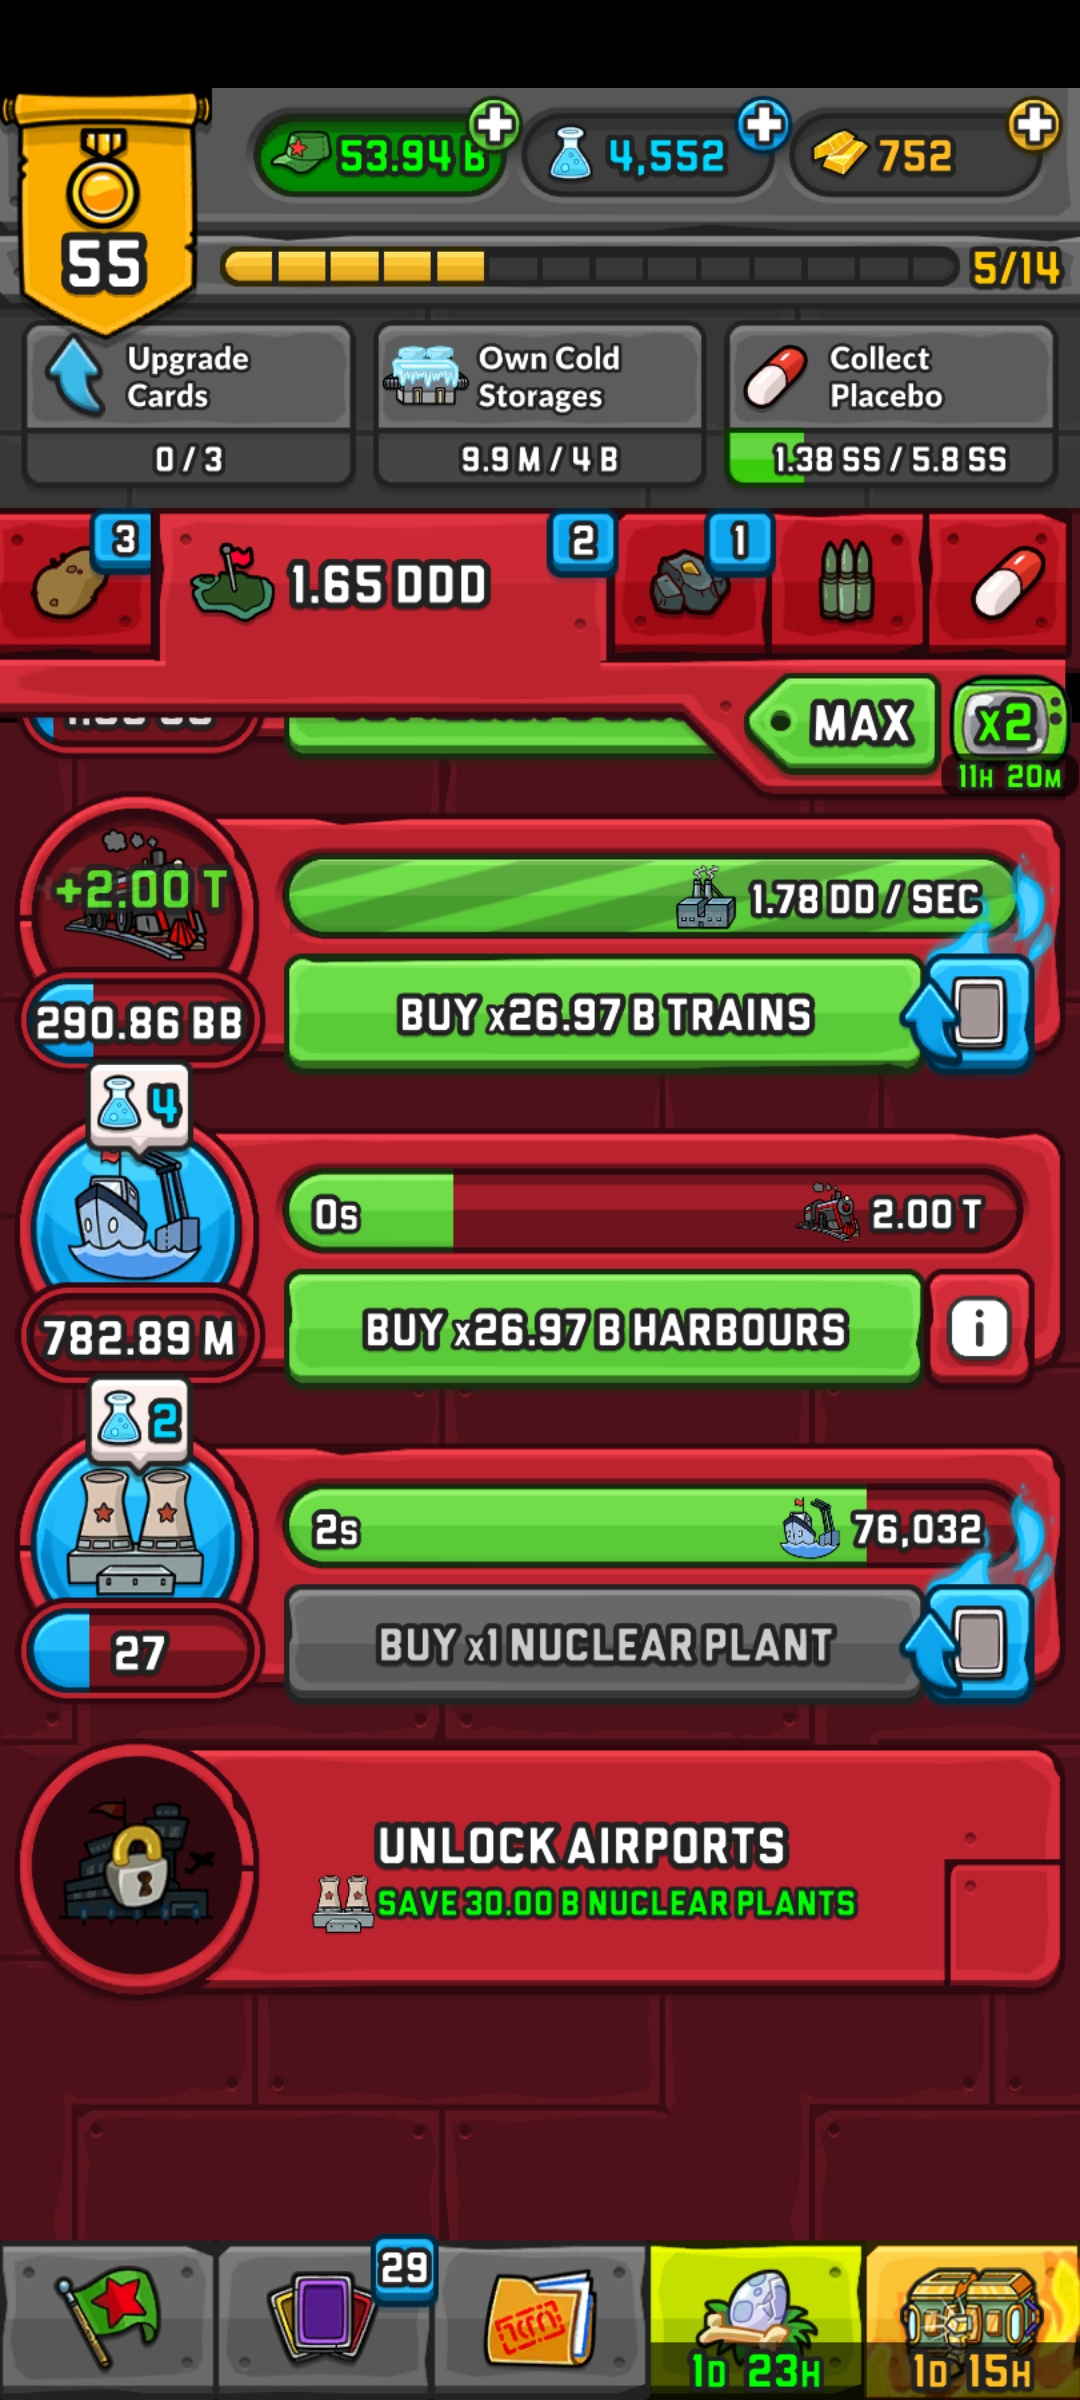 53.94 B
4,552
752
55
5/14
Upgrade
Cards
0 / 3
Own Cold
Storages
9.9 M / 4 B
Collect
Placebo
1.38 SS / 5.8 SS
3
1.65 DDD
2
1
MAX
x2
11H 20M
+2.00 T
1.78 DD / SEC
290.86 BB
BUY x26.97 B TRAINS
4
0s
2.00 T
782.89 M
BUY x26.97 B HARBOURS
i
2
2s
76,032
27
BUY x1 NUCLEAR PLANT
UNLOCK AIRPORTS
SAVE 30.00 B NUCLEAR PLANTS
29
1D 23H
1D 15H